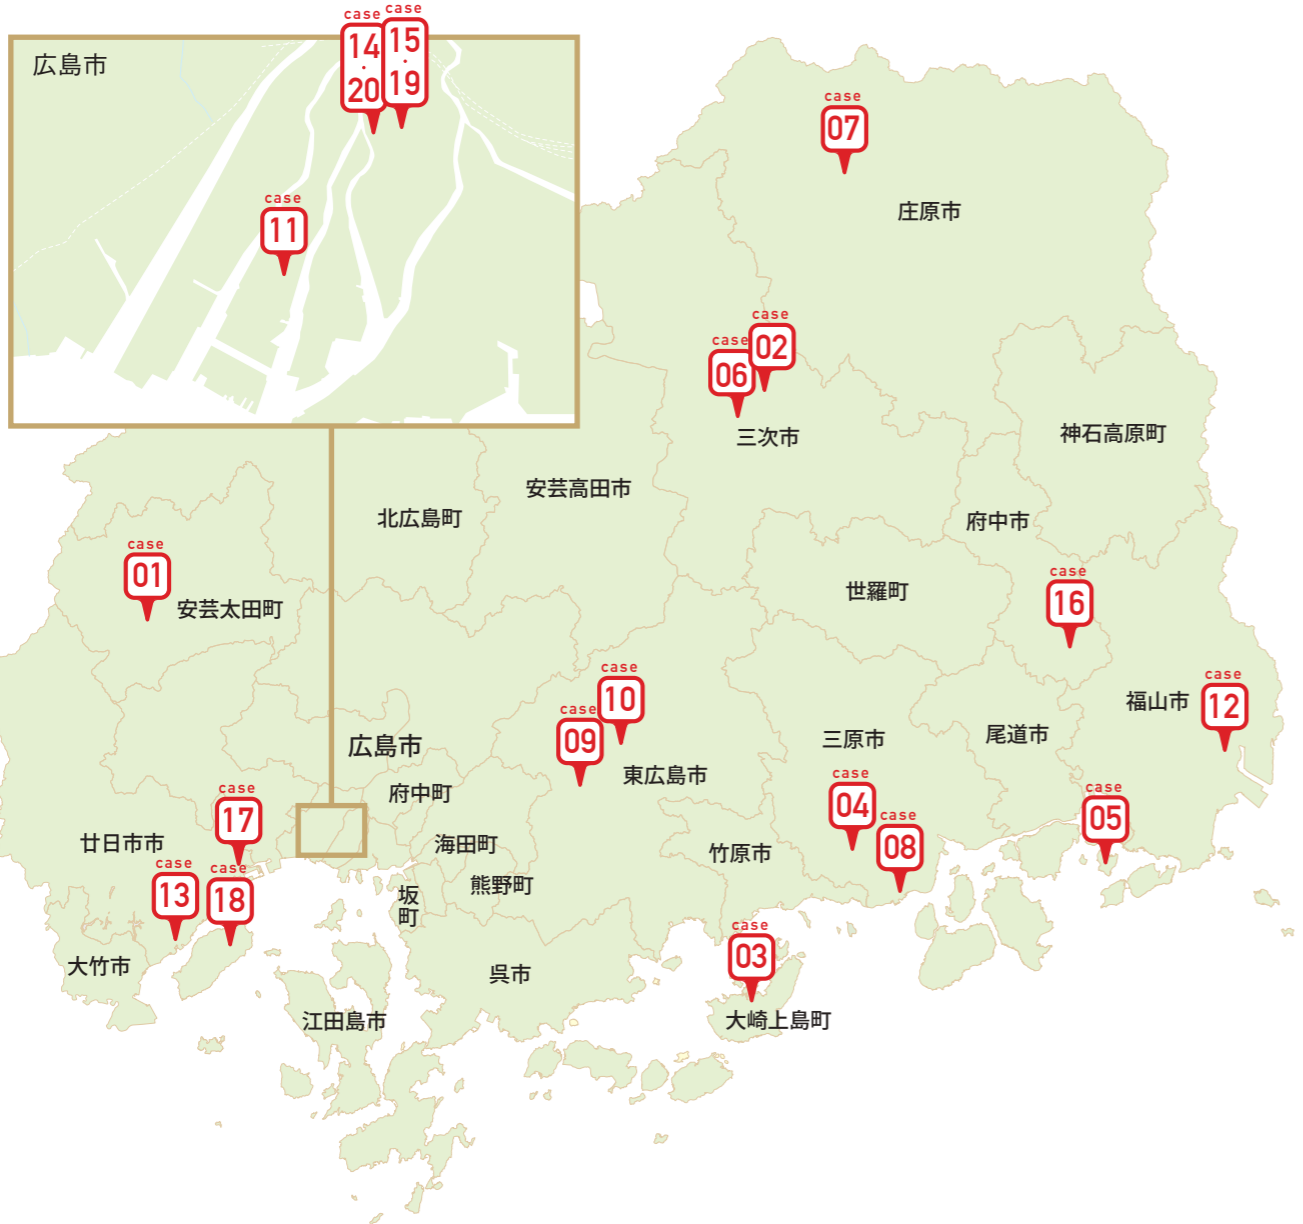 case
14
・
20
case
15
・
19
広島市
case
11
case
07
庄原市
case
02
case
06
三次市
神石高原町
安芸高田市
北広島町
府中市
case
01
安芸太田町
世羅町
case
16
case
10
case
09
東広島市
福山市
case
12
広島市
三原市
尾道市
府中町
case
17
case
04
case
05
廿日市市
海田町
竹原市
case
08
case
13
case
18
坂町
熊野町
大竹市
呉市
case
03
江田島市
大崎上島町